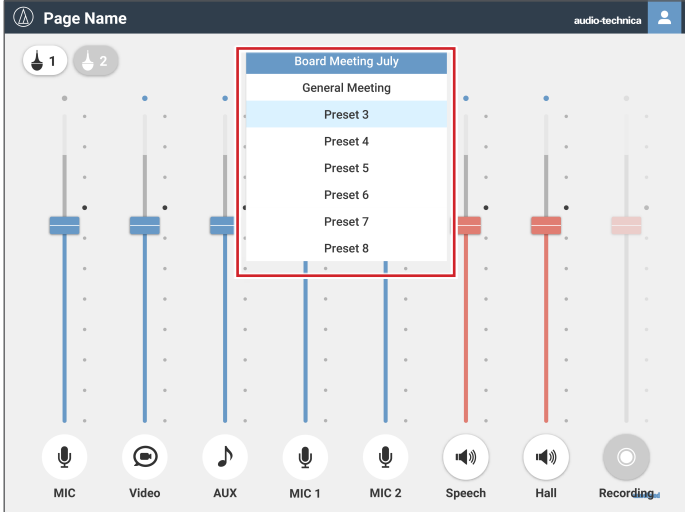 Page Name
audio-technica
1
2
Board Meeting July
General Meeting
Preset 3
Preset 4
Preset 5
Preset 6
Preset 7
Preset 8
MIC
Video
AUX
MIC 1
MIC 2
Speech
Hall
Recording